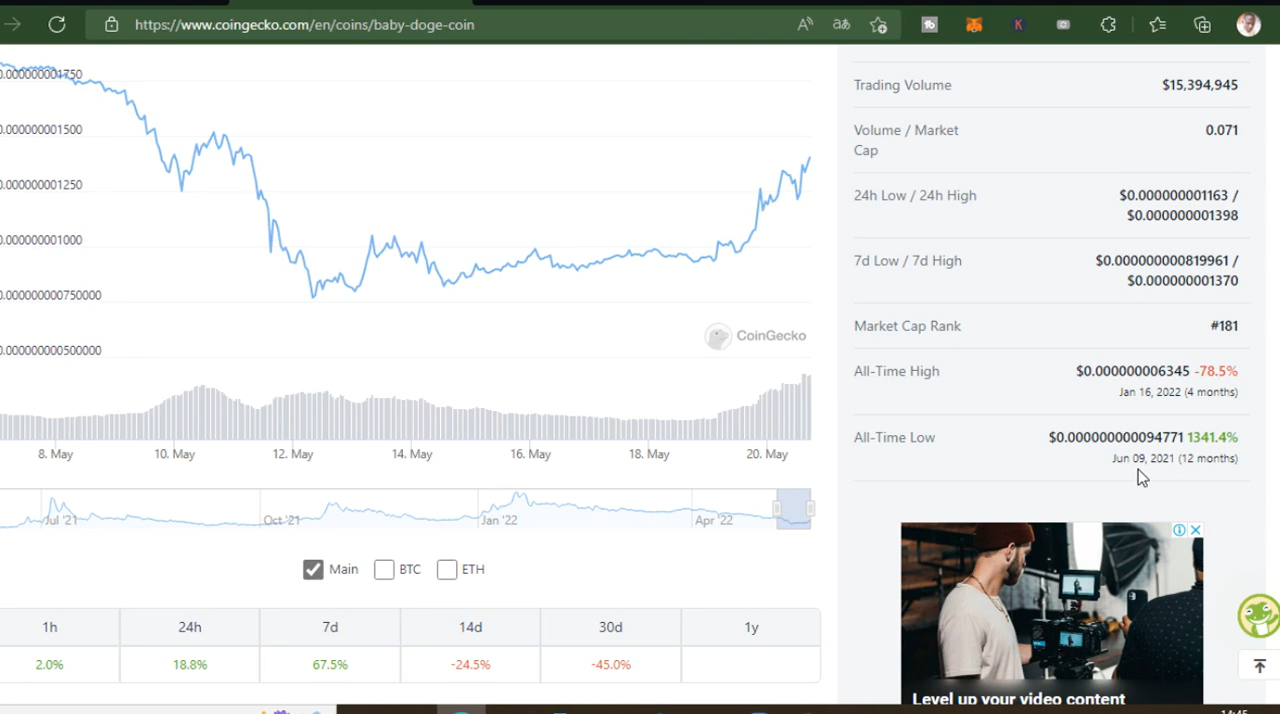 https://www.coingecko.com/en/coins/baby-doge-coin
0.000000001750
0.000000001500
0.000000001250
0.000000001000
0.000000000750000
0.000000000500000
CoinGecko
8. May
10. May
12. May
14. May
16. May
18. May
20. May
Jul '21
Oct '21
Jan '22
Apr '22
Main
BTC
ETH
1h 24h 7d 14d 30d 1y
2.0% 18.8% 67.5% -24.5% -45.0%
Trading Volume $15,394,945
Volume / Market 0.071
Cap
24h Low / 24h High $0.000000001163 /
$0.000000001398
7d Low / 7d High $0.000000000819961 /
$0.000000001370
Market Cap Rank #181
All-Time High $0.000000006345 -78.5%
Jan 16, 2022 (4 months)
All-Time Low $0.000000000094771 1341.4%
Jun 09, 2021 (12 months)
Level up your video content